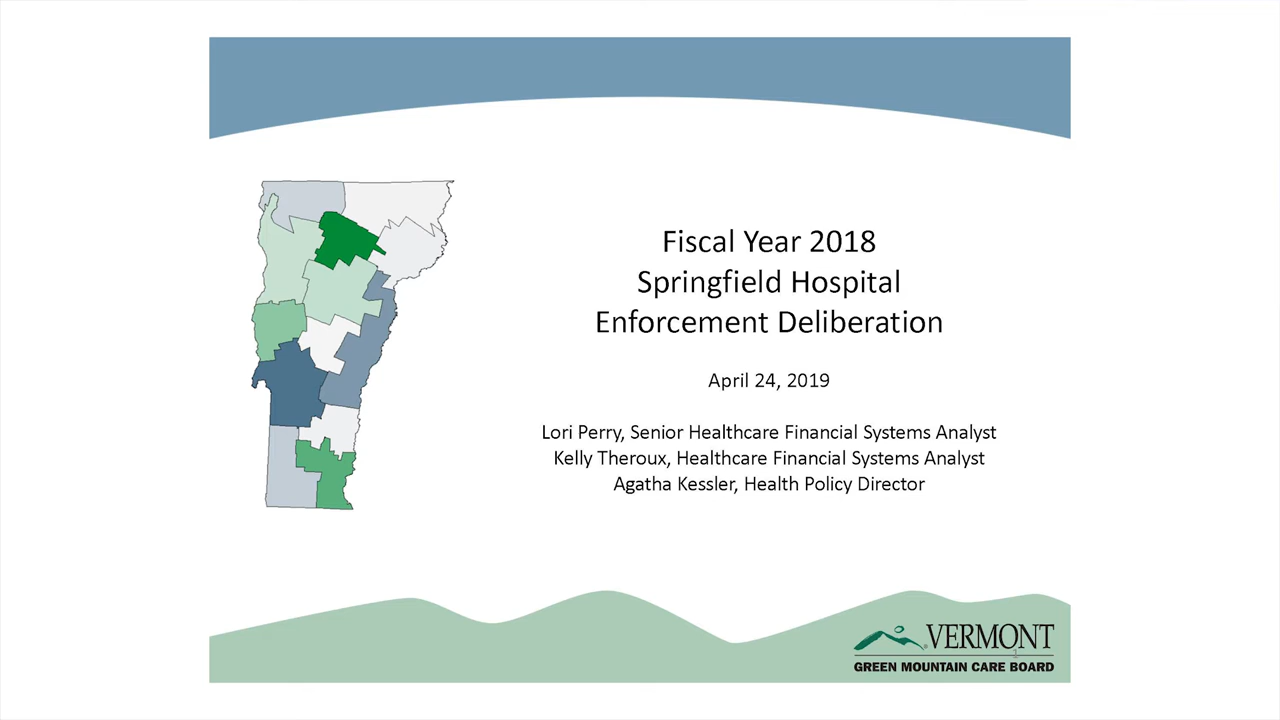 Fiscal Year 2018
Springfield Hospital
Enforcement Deliberation
April 24, 2019
Lori Perry, Senior Healthcare Financial Systems Analyst
Kelly Theroux, Healthcare Financial Systems Analyst
Agatha Kessler, Health Policy Director
VERMONT
GREEN MOUNTAIN CARE BOARD